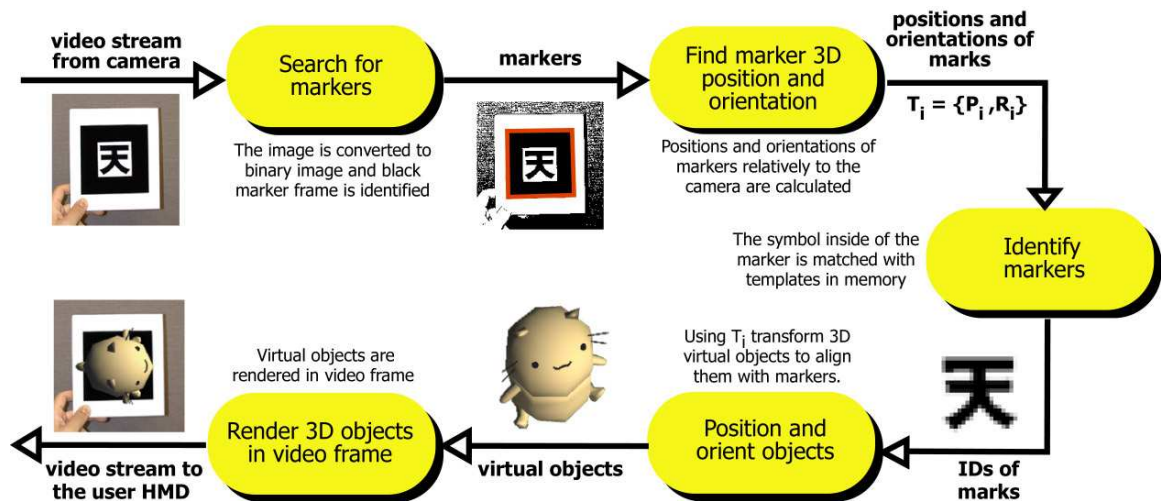 video stream
from camera
天
Search for
markers
The image is converted to
binary image and black
marker frame is identified
markers
天
Find marker 3D
position and
orientation
Positions and orientations of
markers relatively to the
camera are calculated
positions and
orientations of
marks
Tᵢ = {Pᵢ ,Rᵢ}
Identify
markers
The symbol inside of the
marker is matched with
templates in memory
天
IDs of
marks
Position and
orient objects
Using Tᵢ transform 3D
virtual objects to align
them with markers.
virtual objects
Render 3D objects
in video frame
Virtual objects are
rendered in video frame
video stream to
the user HMD